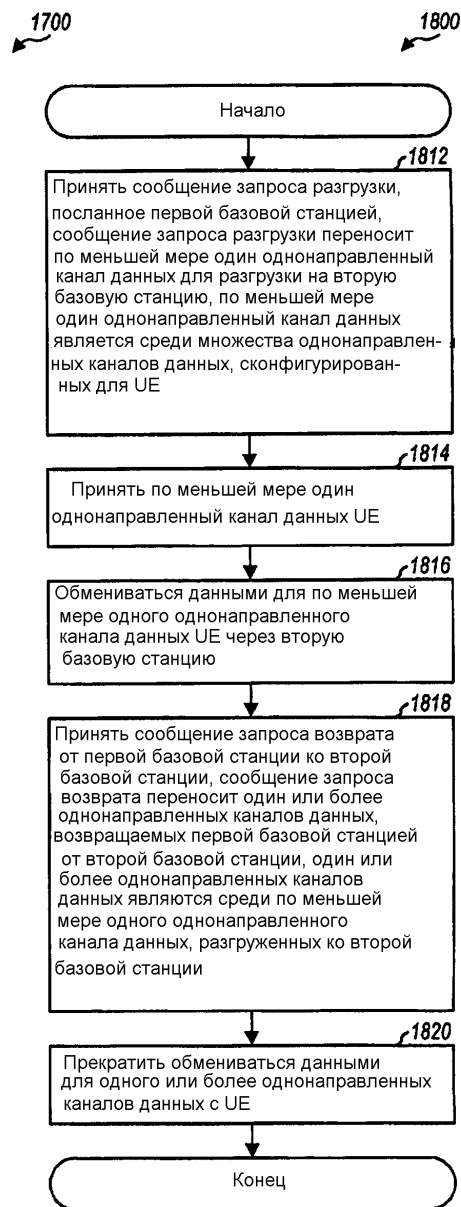 1700
1800
Начало
1812
Принять сообщение запроса разгрузки,
посланное первой базовой станцией,
сообщение запроса разгрузки переносит
по меньшей мере один однонаправленный
канал данных для разгрузки на вторую
базовую станцию, по меньшей мере
один однонаправленный канал данных
является среди множества однонаправлен-
ных каналов данных, сконфигурирован-
ных для UE
1814
Принять по меньшей мере один
однонаправленный канал данных UE
1816
Обмениваться данными для по меньшей
мере одного однонаправленного
канала данных UE через вторую
базовую станцию
1818
Принять сообщение запроса возврата
от первой базовой станции ко второй
базовой станции, сообщение запроса
возврата переносит один или более
однонаправленных каналов данных,
возвращаемых первой базовой станцией
от второй базовой станции, один или
более однонаправленных каналов
данных являются среди по меньшей
мере одного однонаправленного
канала данных, разгруженных ко второй
базовой станции
1820
Прекратить обмениваться данными
для одного или более однонаправленных
каналов данных с UE
Конец